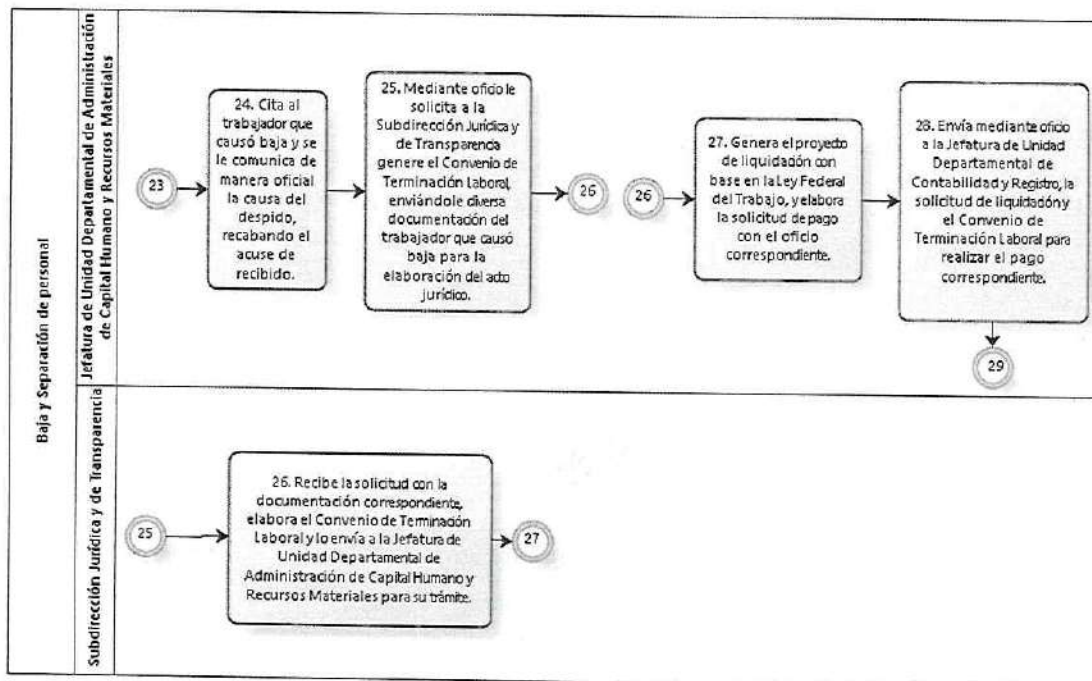 Baja y Separación de personal
Jefatura de Unidad Departamental de Administración
de Capital Humano y Recursos Materiales
23
24. Cita al
trabajador que
causó baja y se
le comunica de
manera oficial
la causa del
despido,
recabando el
acuse de
recibido.
25. Mediante oficio le
solicita a la
Subdirección Jurídica y
de Transparencia
genere el Convenio de
Terminación Laboral,
enviándole diversa
documentación del
trabajador que causó
baja para la
elaboración del acto
jurídico.
26
26
27. Genera el proyecto
de liquidación con
base en la Ley Federal
del Trabajo, y elabora
la solicitud de pago
con el oficio
correspondiente.
28. Envía mediante oficio
a la Jefatura de Unidad
Departamental de
Contabilidad y Registro, la
solicitud de liquidación y
el Convenio de
Terminación Laboral para
realizar el pago
correspondiente.
29
Subdirección Jurídica y de Transparencia
25
26. Recibe la solicitud con la
documentación correspondiente,
elabora el Convenio de Terminación
Laboral y lo envía a la Jefatura de
Unidad Departamental de
Administración de Capital Humano y
Recursos Materiales para su trámite.
27